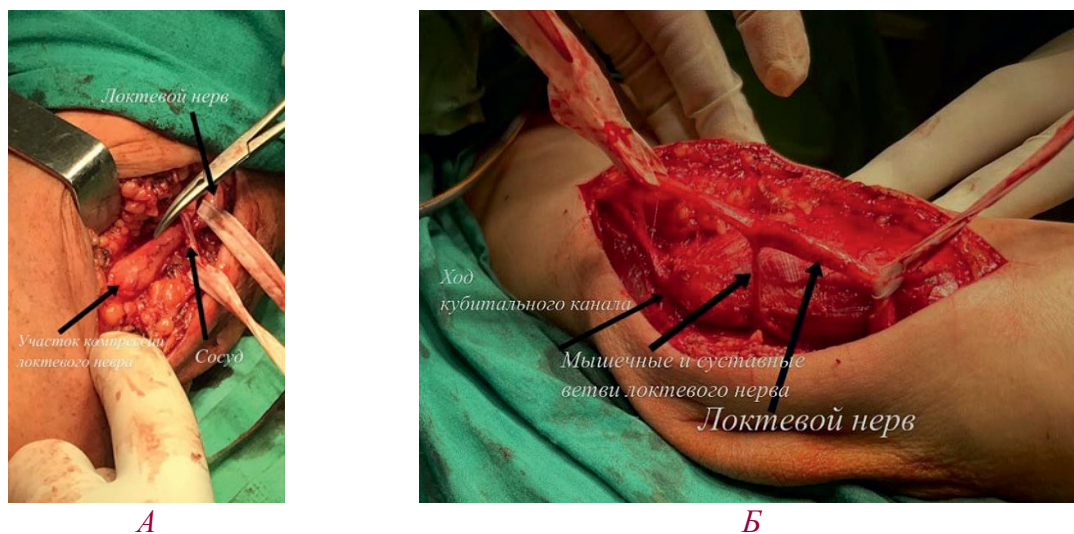 Локтевой нерв
Участок компрессии
локтевого нерва
Сосуд
А
Ход
кубитального канала
Мышечные и суставные
ветви локтевого нерва
Локтевой нерв
Б